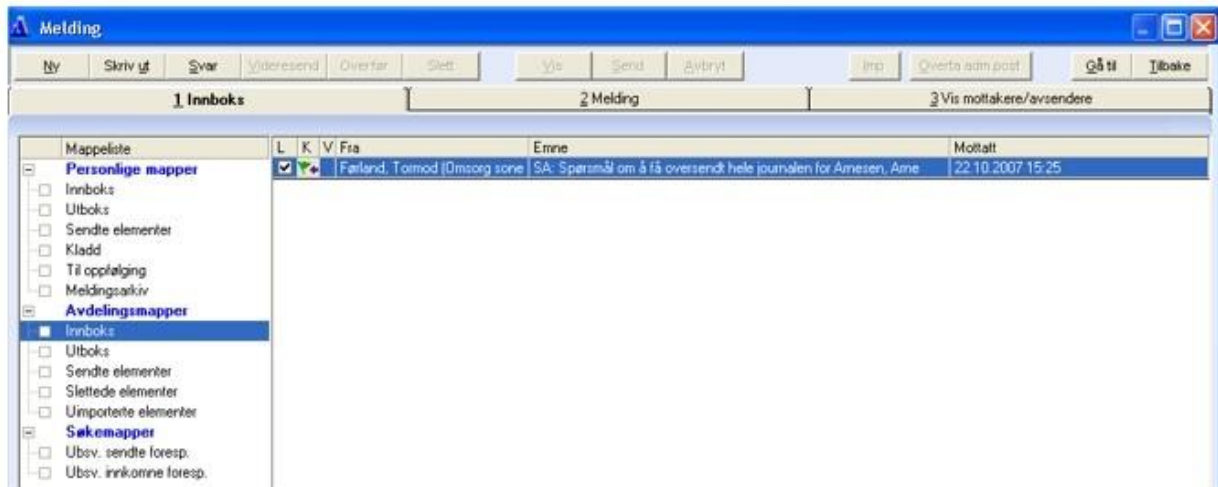 Melding
Ny Skriv ut Svar Videresend Overfør Slett Vis Send Avbryt Imp Overta adm.post Gå til Tilbake
1 Innboks 2 Melding 3 Vis mottakere/avsendere
Mappeliste L K V Fra Emne Mottatt
Personlige mapper Førland, Tormod (Omsorg sone SA: Spørsmål om å få oversendt hele journalen for Arnesen, Arne 22.10.2007 15:25
Innboks
Utboks
Sendte elementer
Kladd
Til oppfølging
Meldingsarkiv
Avdelingsmapper
Innboks
Utboks
Sendte elementer
Slettede elementer
Uimporterte elementer
Søkemapper
Ubsv. sendte foresp.
Ubsv. innkomne foresp.